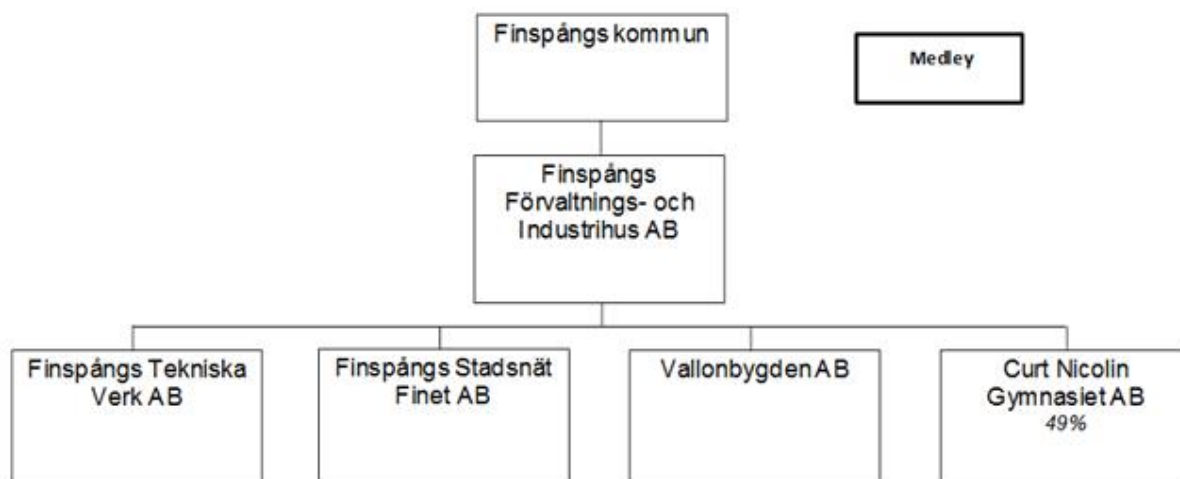 Finspångs kommun
Medley
Finspångs
Förvaltnings- och
Industrihus AB
Finspångs Tekniska
Verk AB
Finspångs Stadsnät
Finet AB
Vallonbygden AB
Curt Nicolin
Gymnasiet AB
49%